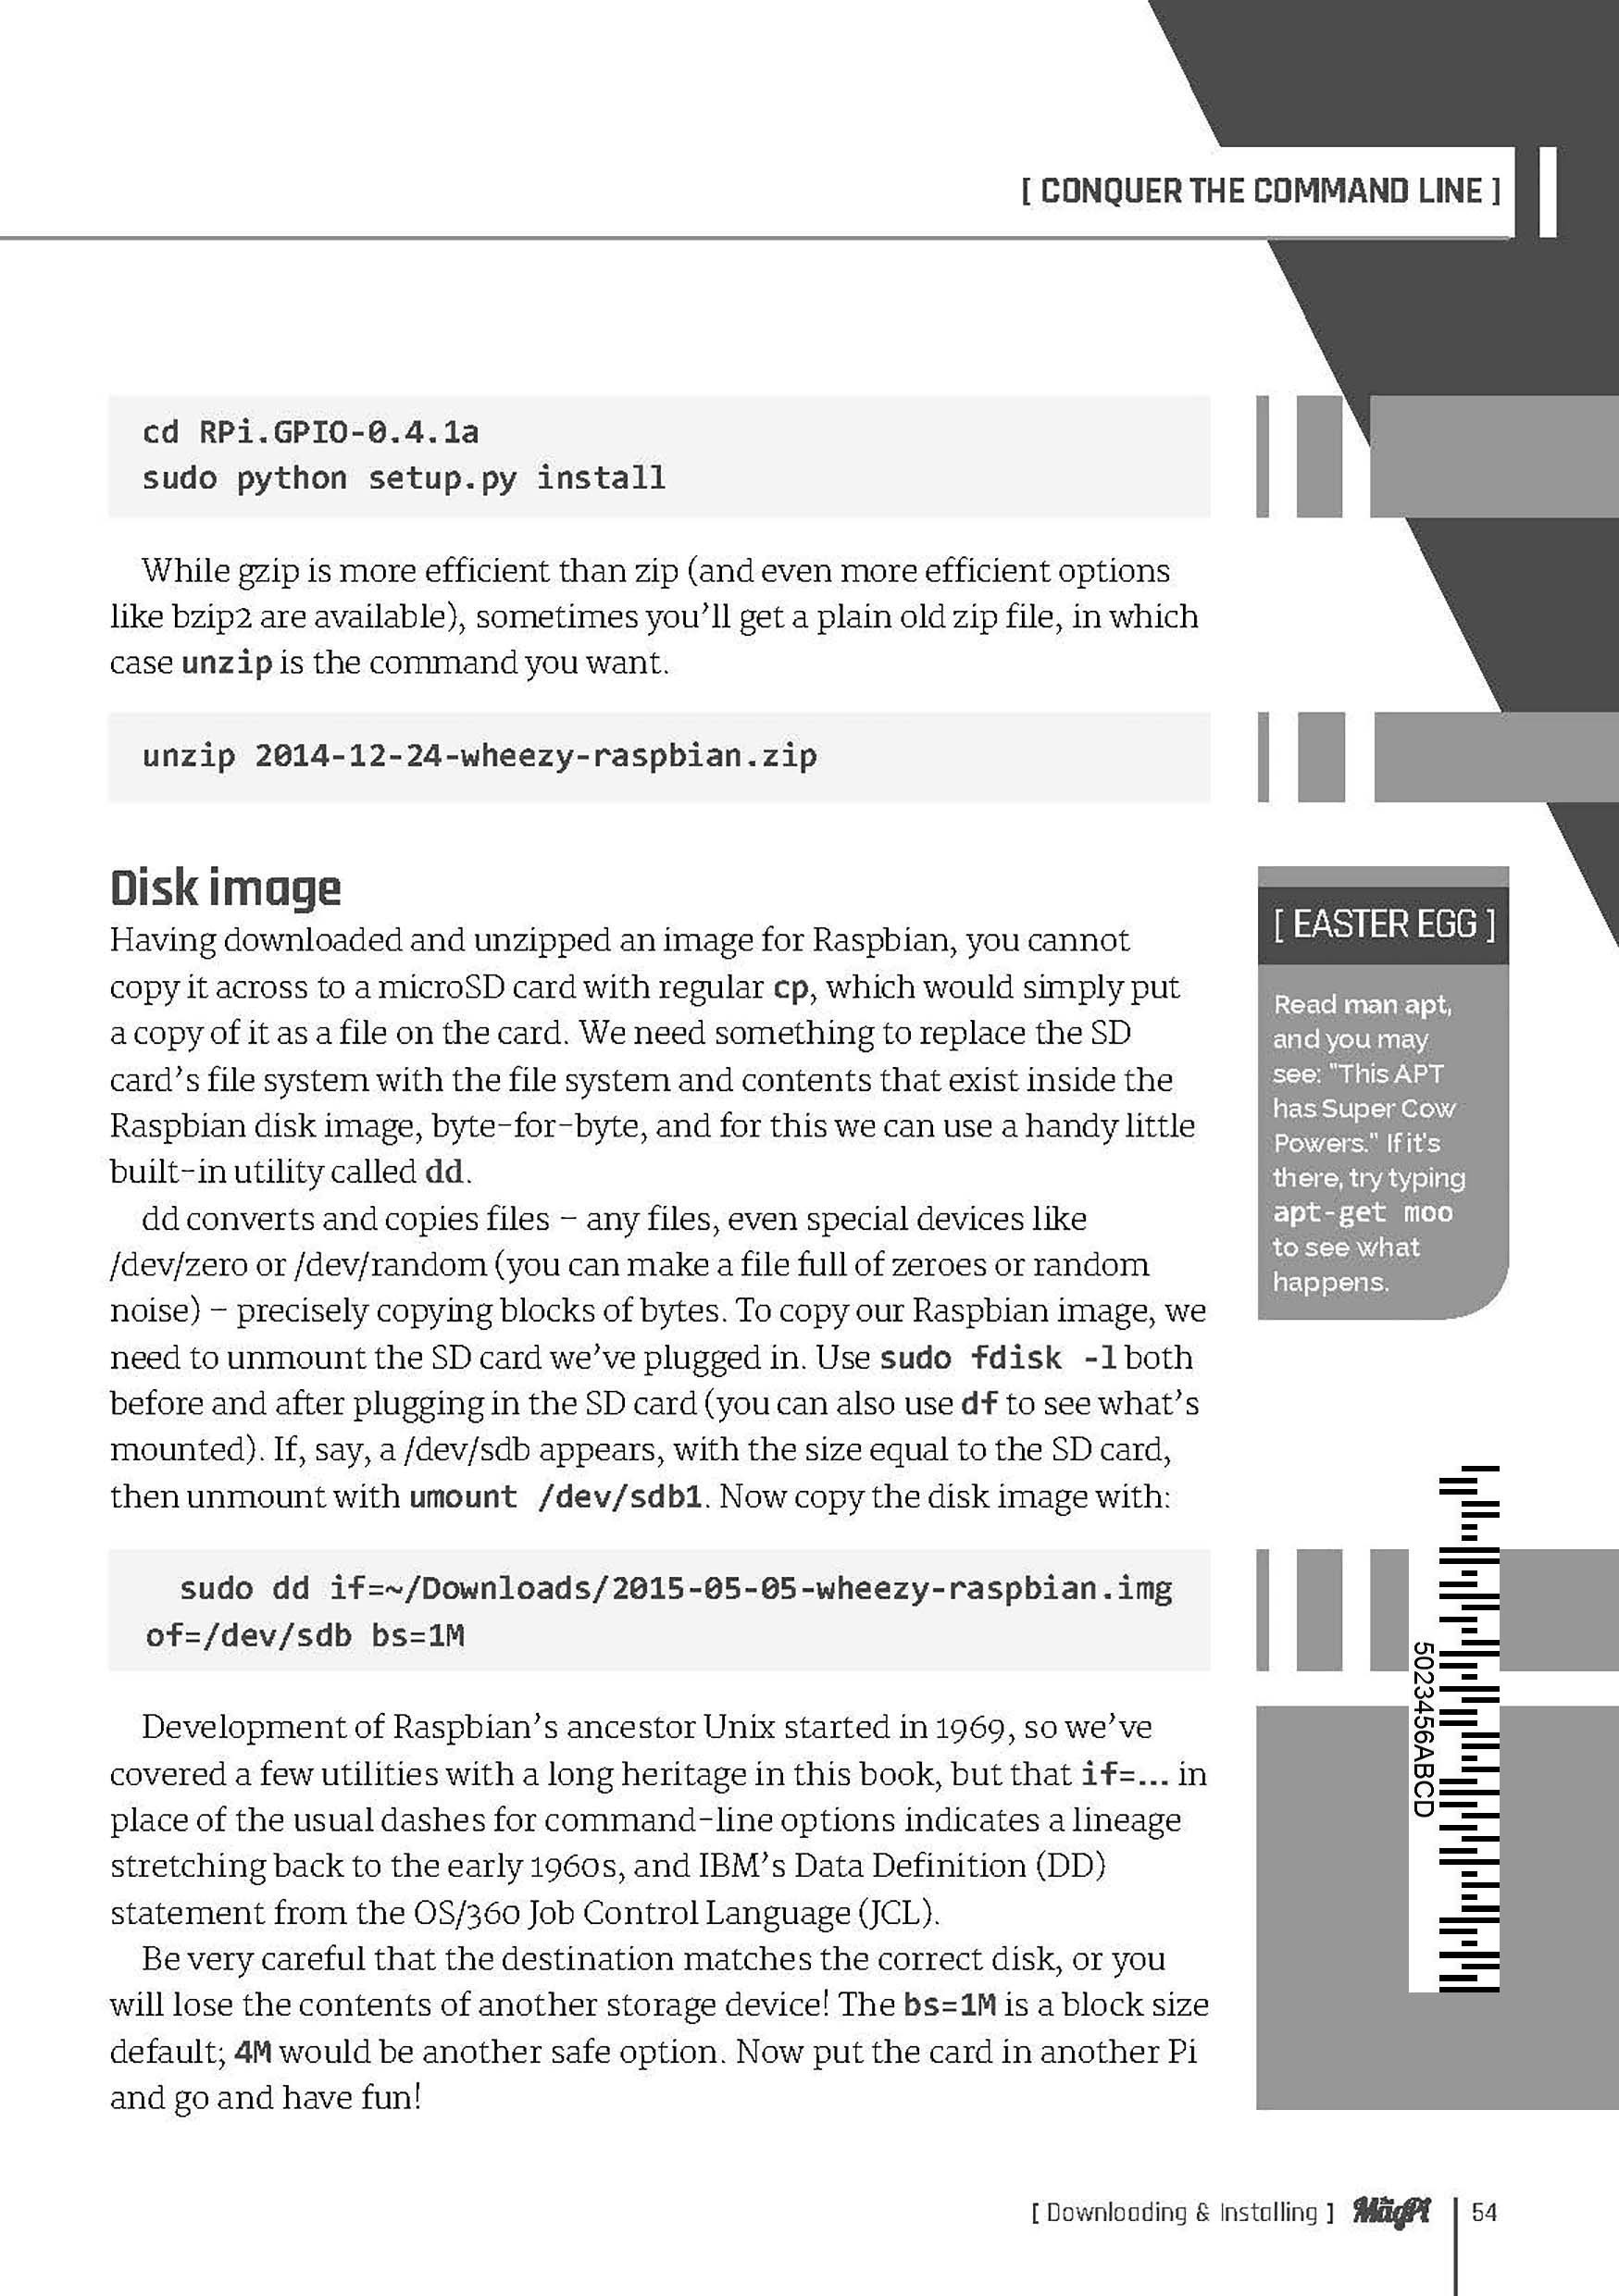 [ CONQUER THE COMMAND LINE ]
cd RPi.GPIO-0.4.1a
sudo python setup.py install
While gzip is more efficient than zip (and even more efficient options
like bzip2 are available), sometimes you’ll get a plain old zip file, in which
case unzip is the command you want.
unzip 2014-12-24-wheezy-raspbian.zip
Disk image
Having downloaded and unzipped an image for Raspbian, you cannot
copy it across to a microSD card with regular cp, which would simply put
a copy of it as a file on the card. We need something to replace the SD
card’s file system with the file system and contents that exist inside the
Raspbian disk image, byte-for-byte, and for this we can use a handy little
built-in utility called dd.
dd converts and copies files – any files, even special devices like
/dev/zero or /dev/random (you can make a file full of zeroes or random
noise) – precisely copying blocks of bytes. To copy our Raspbian image, we
need to unmount the SD card we’ve plugged in. Use sudo fdisk -l both
before and after plugging in the SD card (you can also use df to see what’s
mounted). If, say, a /dev/sdb appears, with the size equal to the SD card,
then unmount with umount /dev/sdb1. Now copy the disk image with:
sudo dd if=~/Downloads/2015-05-05-wheezy-raspbian.img
of=/dev/sdb bs=1M
Development of Raspbian’s ancestor Unix started in 1969, so we’ve
covered a few utilities with a long heritage in this book, but that if=... in
place of the usual dashes for command-line options indicates a lineage
stretching back to the early 1960s, and IBM’s Data Definition (DD)
statement from the OS/360 Job Control Language (JCL).
Be very careful that the destination matches the correct disk, or you
will lose the contents of another storage device! The bs=1M is a block size
default; 4M would be another safe option. Now put the card in another Pi
and go and have fun!
[ EASTER EGG ]
Read man apt,
and you may
see: "This APT
has Super Cow
Powers." If it's
there, try typing
apt-get moo
to see what
happens.
5023456ABCD
[ Downloading & Installing ] MagPi 54